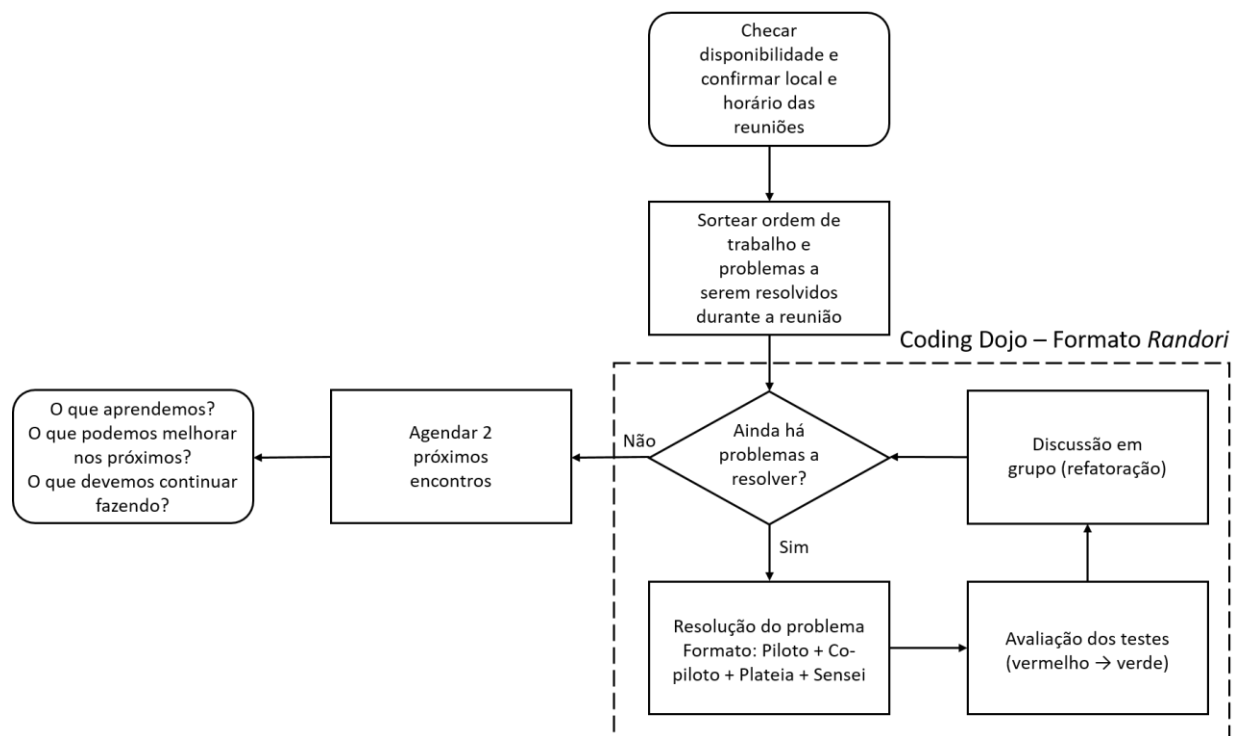 Checar
disponibilidade e
confirmar local e
horário das
reuniões
Sortear ordem de
trabalho e
problemas a
serem resolvidos
durante a reunião
Coding Dojo – Formato Randori
Ainda há
problemas a
resolver?
Não
Agendar 2
próximos
encontros
O que aprendemos?
O que podemos melhorar
nos próximos?
O que devemos continuar
fazendo?
Sim
Resolução do problema
Formato: Piloto + Co-
piloto + Plateia + Sensei
Avaliação dos testes
(vermelho → verde)
Discussão em
grupo (refatoração)